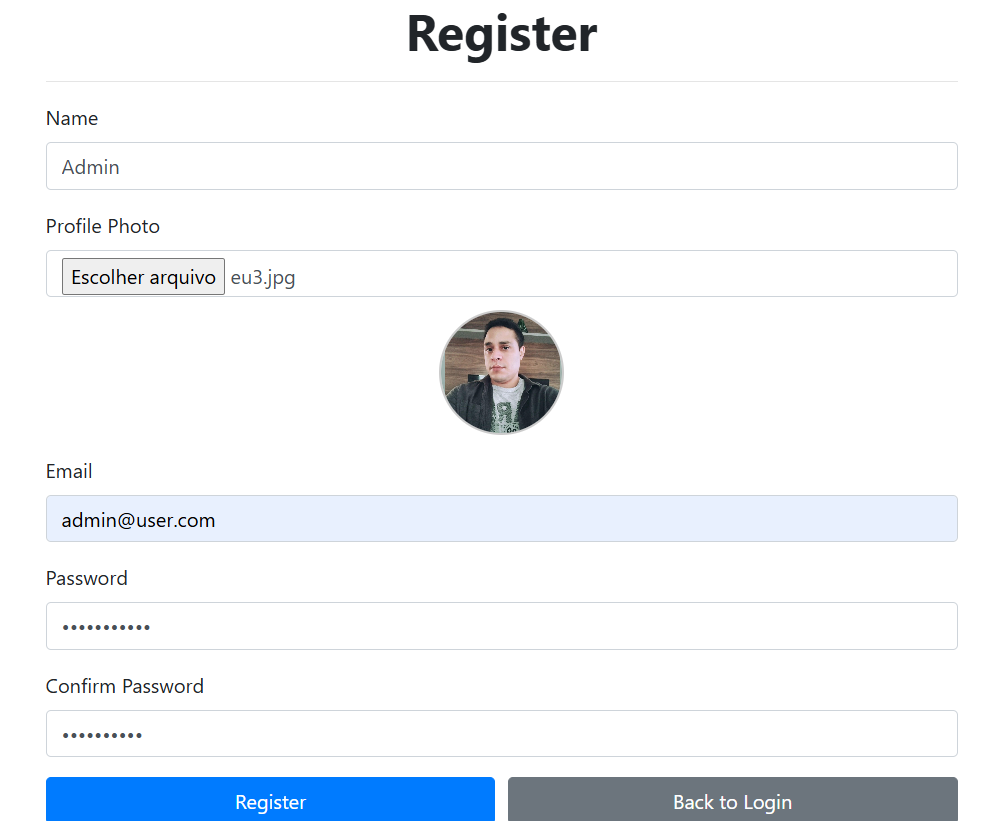 Register
Name
Admin
Profile Photo
Escolher arquivo eu3.jpg
Email
admin@user.com
Password
•••••••••••
Confirm Password
••••••••••
Register Back to Login